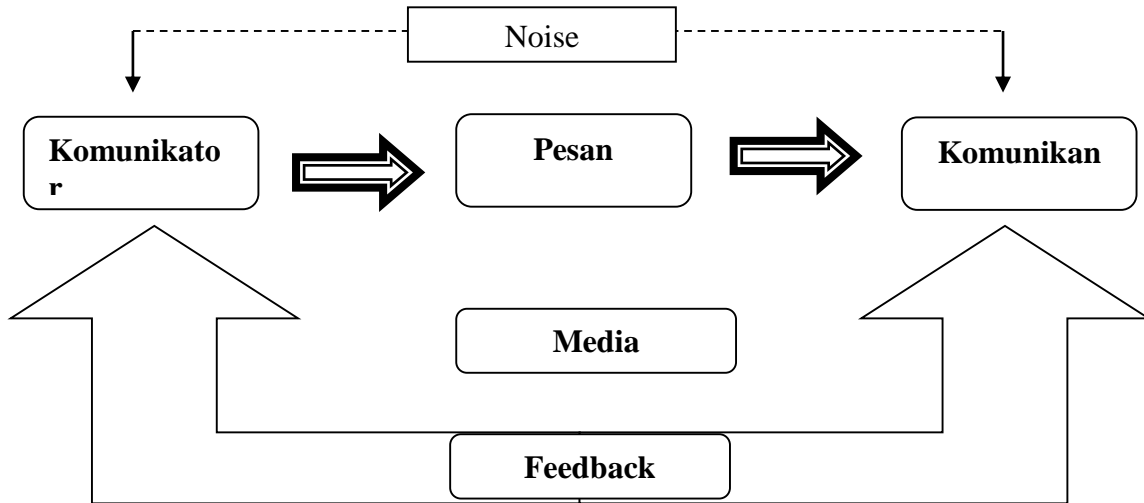 Noise
Komunikato
r
Pesan
Komunikan
Media
Feedback